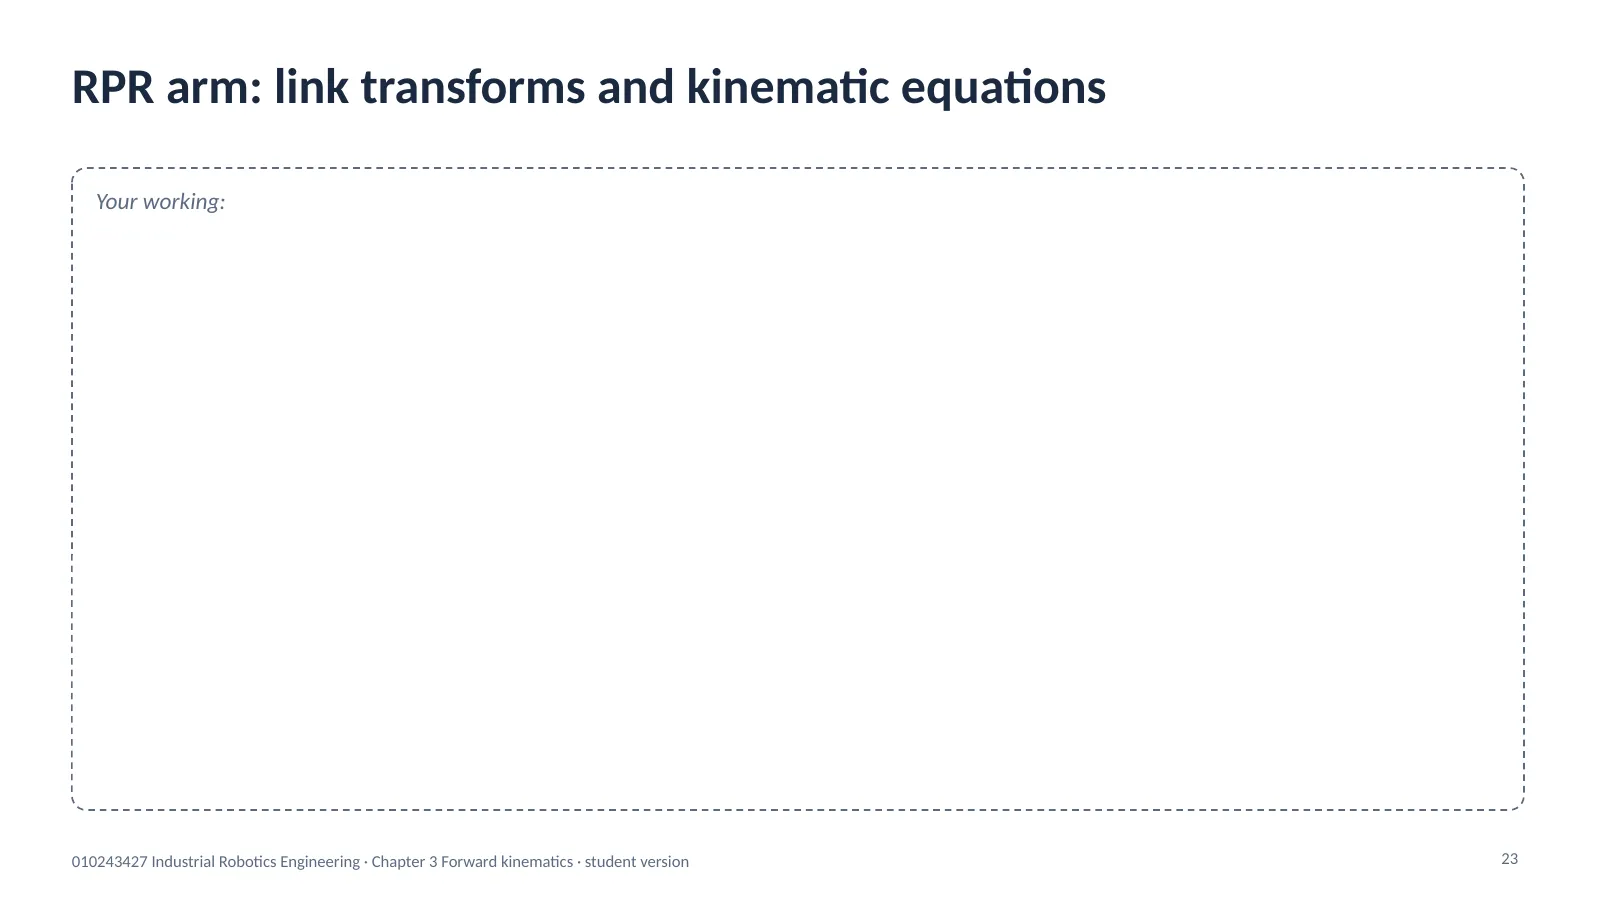 RPR arm: link transforms and kinematic equations
Your working:
010243427 Industrial Robotics Engineering · Chapter 3 Forward kinematics · student version
23